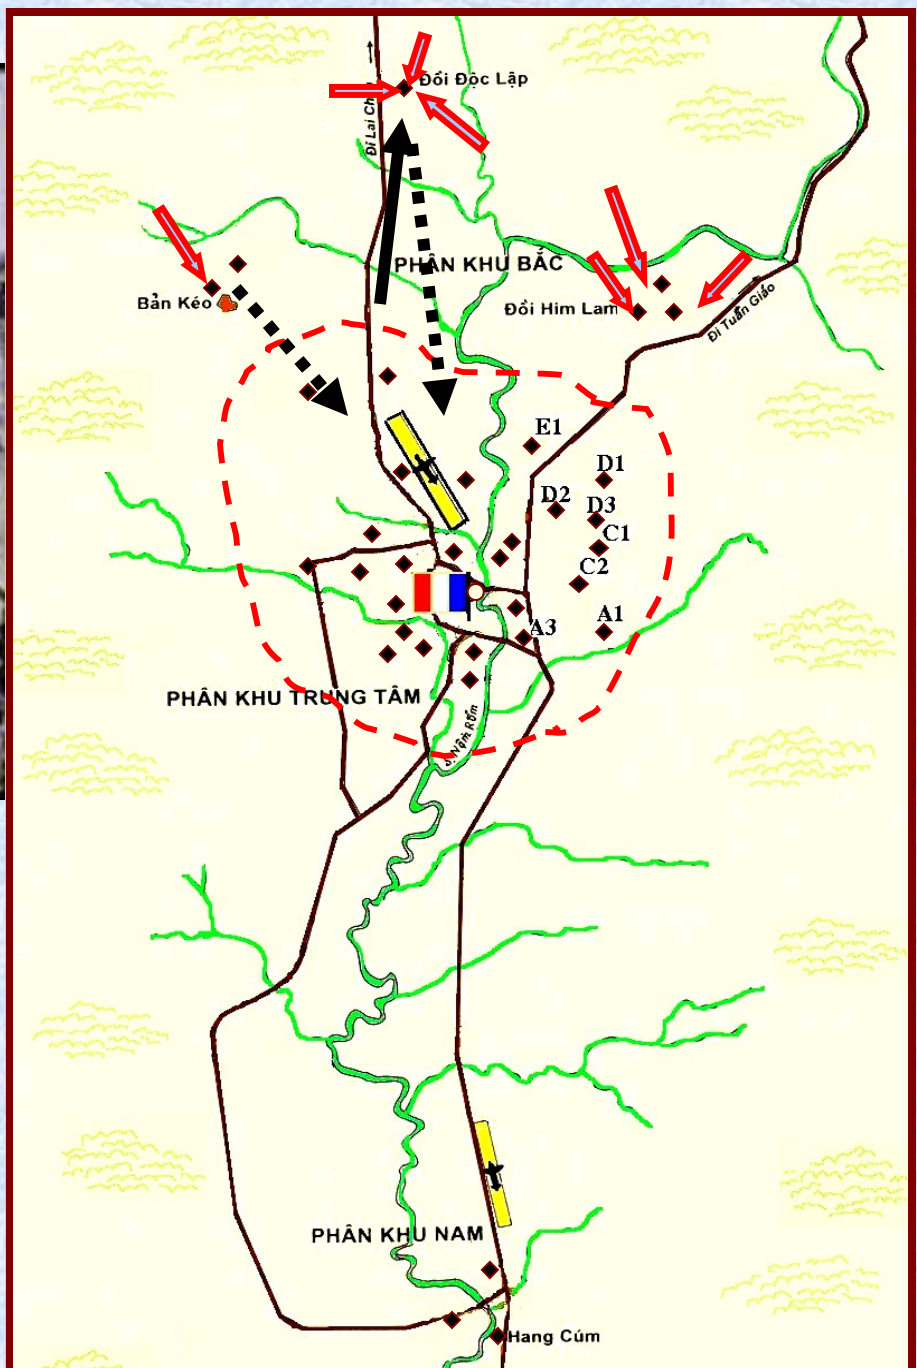 Đồi Độc Lập
Đi Lai Ch
PHÂN KHU BẮC
Bản Kéo
Đồi Him Lam
Đi Tuần Giáo
E1
D1
D2
D3
C1
C2
A1
A3
PHÂN KHU TRUNG TÂM
S. Nậm Rốm
PHÂN KHU NAM
Hang Cúm